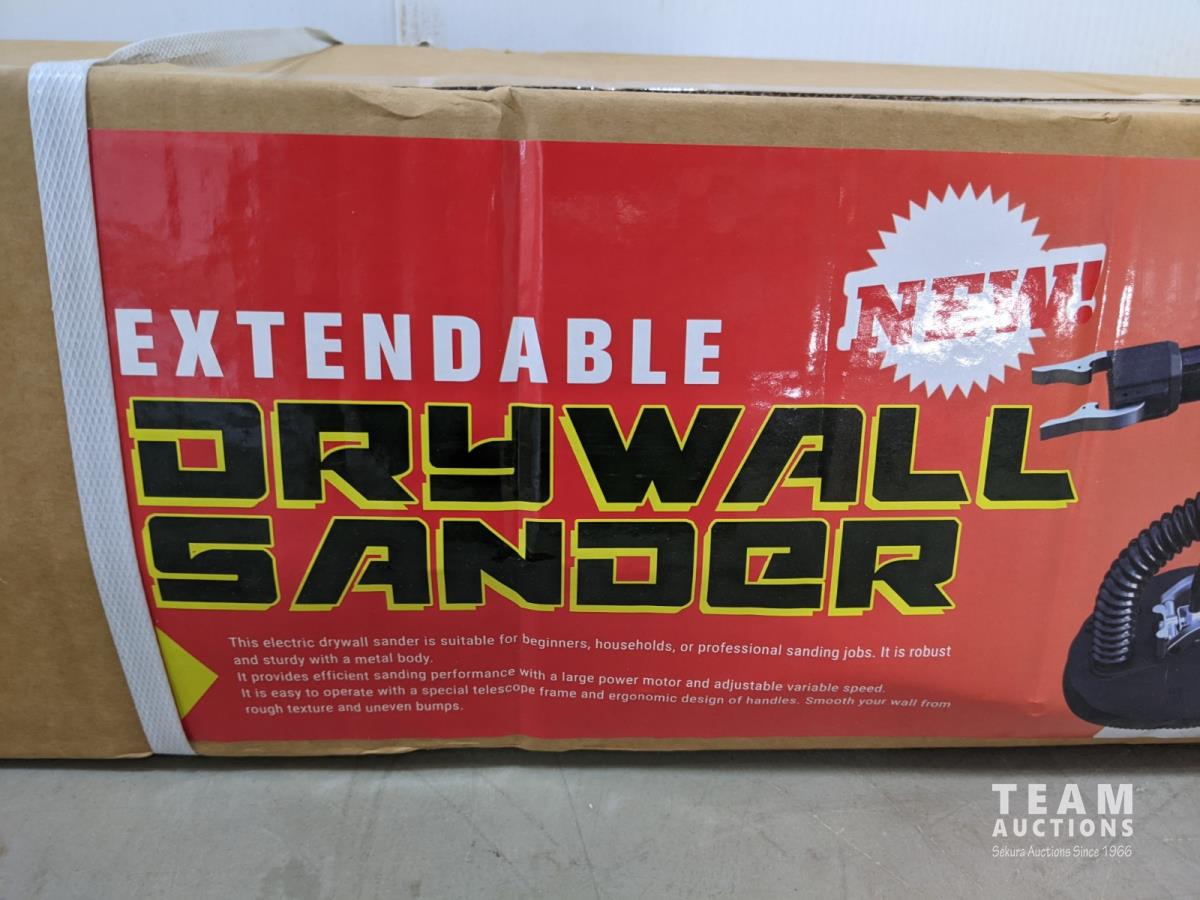 NEW!
EXTENDABLE
DRYWALL
SANDER
This electric drywall sander is suitable for beginners, households, or professional sanding jobs. It is robust
and sturdy with a metal body.
It provides efficient sanding performance with a large power motor and adjustable variable speed.
It is easy to operate with a special telescope frame and ergonomic design of handles. Smooth your wall from
rough texture and uneven bumps.
TEAM
AUCTIONS
Sekura Auctions Since 1966